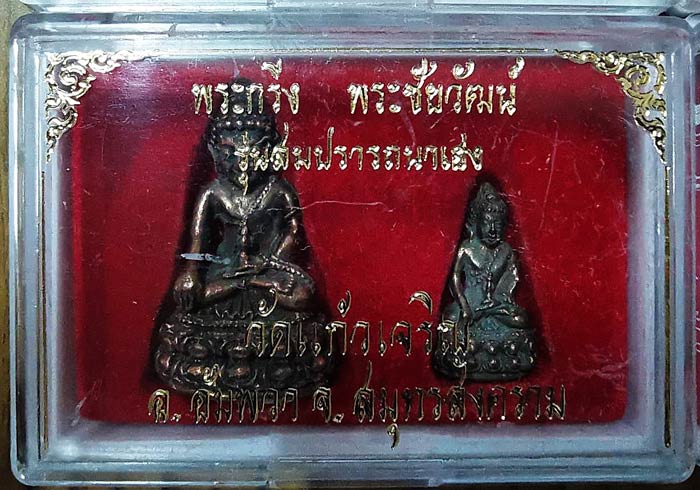 พระกริ่ง พระชัยวัฒน์
รุ่นสมปรารถนาเฮง
วัดแก้วเจริญ
อ. อัมพวา จ. สมุทรสงคราม